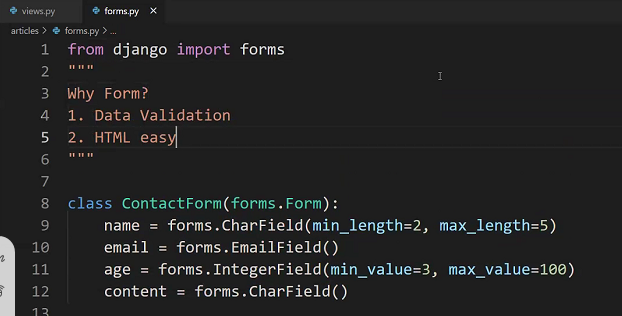 views.py forms.py ×
articles > forms.py > ...
1 from django import forms
2 """
3 Why Form?
4 1. Data Validation
5 2. HTML easy
6 """
7
8 class ContactForm(forms.Form):
9 name = forms.CharField(min_length=2, max_length=5)
10 email = forms.EmailField()
11 age = forms.IntegerField(min_value=3, max_value=100)
12 content = forms.CharField()
13